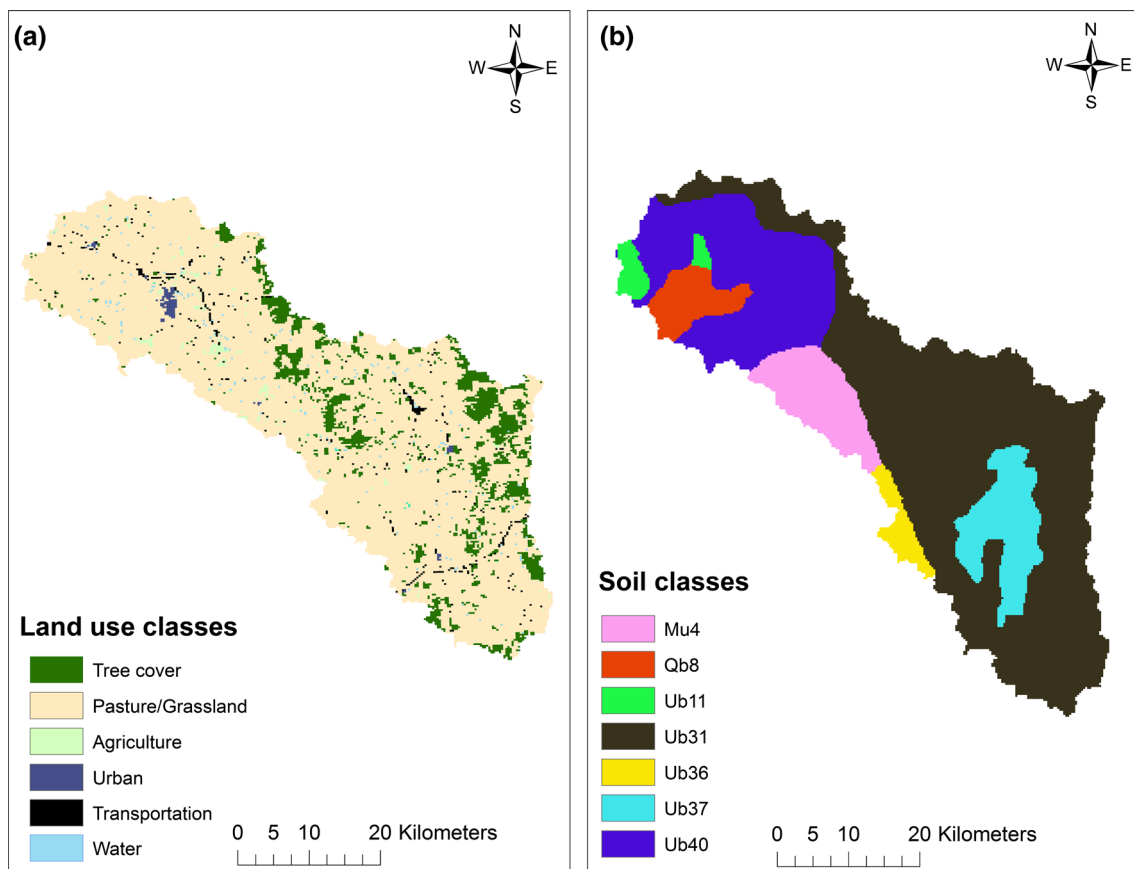 (a)
N
W E
S
Land use classes
Tree cover
Pasture/Grassland
Agriculture
Urban
Transportation
Water
0 5 10 20 Kilometers
(b)
N
W E
S
Soil classes
Mu4
Qb8
Ub11
Ub31
Ub36
Ub37
Ub40
0 5 10 20 Kilometers